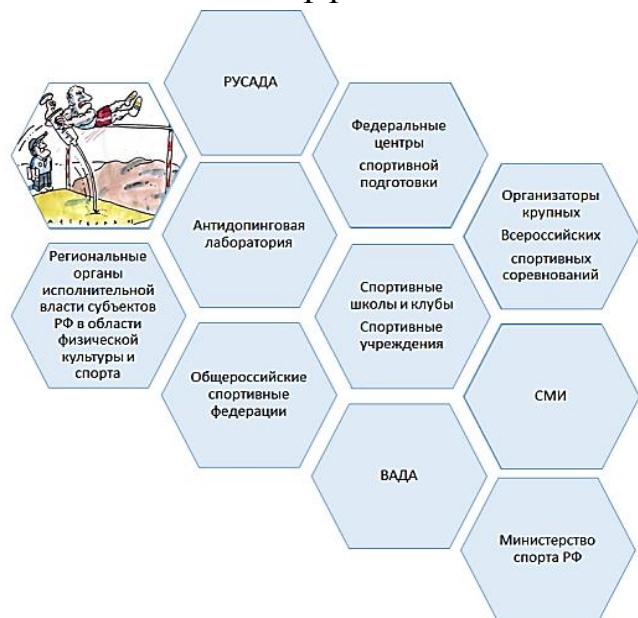 РУСАДА
Федеральные
центры
спортивной
подготовки
Организаторы
крупных
Всероссийских
спортивных
соревнований
Антидопинговая
лаборатория
Региональные
органы
исполнительной
власти субъектов
РФ в области
физической
культуры и
спорта
Спортивные
школы и клубы
Спортивные
учреждения
Общероссийские
спортивные
федерации
СМИ
ВАДА
Министерство
спорта РФ